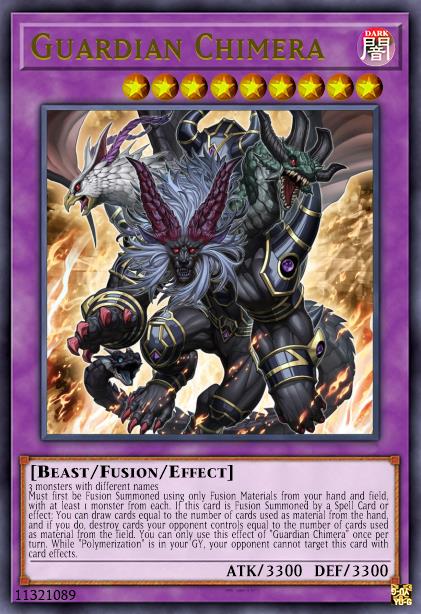 GUARDIAN CHIMERA
DARK
闇
[BEAST/FUSION/EFFECT]
3 monsters with different names
Must first be Fusion Summoned using only Fusion Materials from your hand and field,
with at least 1 monster from each. If this card is Fusion Summoned by a Spell Card or
effect: You can draw cards equal to the number of cards used as material from the hand,
and if you do, destroy cards your opponent controls equal to the number of cards used
as material from the field. You can only use this effect of "Guardian Chimera" once per
turn. While "Polymerization" is in your GY, your opponent cannot target this card with
card effects.
ATK/3300 DEF/3300
11321089